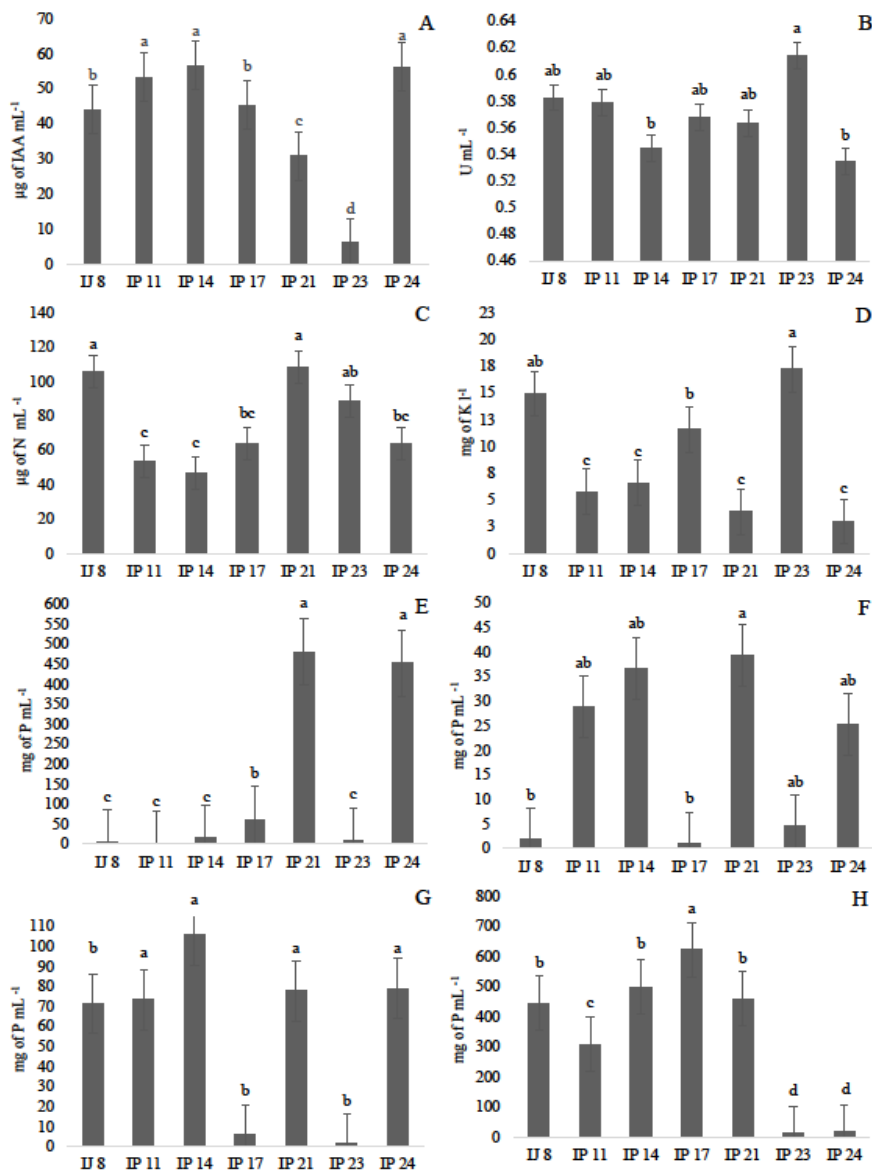 A
70
60
50
40
30
20
10
0
µg of IAA mL⁻¹
b a a b c d a
IJ 8 IP 11 IP 14 IP 17 IP 21 IP 23 IP 24
B
0.64
0.62
0.6
0.58
0.56
0.54
0.52
0.5
0.48
0.46
U mL⁻¹
ab ab b ab ab a b
IJ 8 IP 11 IP 14 IP 17 IP 21 IP 23 IP 24
C
140
120
100
80
60
40
20
0
µg of N mL⁻¹
a c c bc a ab bc
IJ 8 IP 11 IP 14 IP 17 IP 21 IP 23 IP 24
D
23
20
18
15
13
10
8
5
3
0
mg of K l⁻¹
ab c c b c a c
IJ 8 IP 11 IP 14 IP 17 IP 21 IP 23 IP 24
E
600
550
500
450
400
350
300
250
200
150
100
50
0
mg of P mL⁻¹
c c c b a c a
IJ 8 IP 11 IP 14 IP 17 IP 21 IP 23 IP 24
F
50
45
40
35
30
25
20
15
10
5
0
mg of P mL⁻¹
b ab ab b a ab ab
IJ 8 IP 11 IP 14 IP 17 IP 21 IP 23 IP 24
G
110
100
90
80
70
60
50
40
30
20
10
0
mg of P mL⁻¹
b a a b a b a
IJ 8 IP 11 IP 14 IP 17 IP 21 IP 23 IP 24
H
800
700
600
500
400
300
200
100
0
mg of P mL⁻¹
b c b a b d d
IJ 8 IP 11 IP 14 IP 17 IP 21 IP 23 IP 24